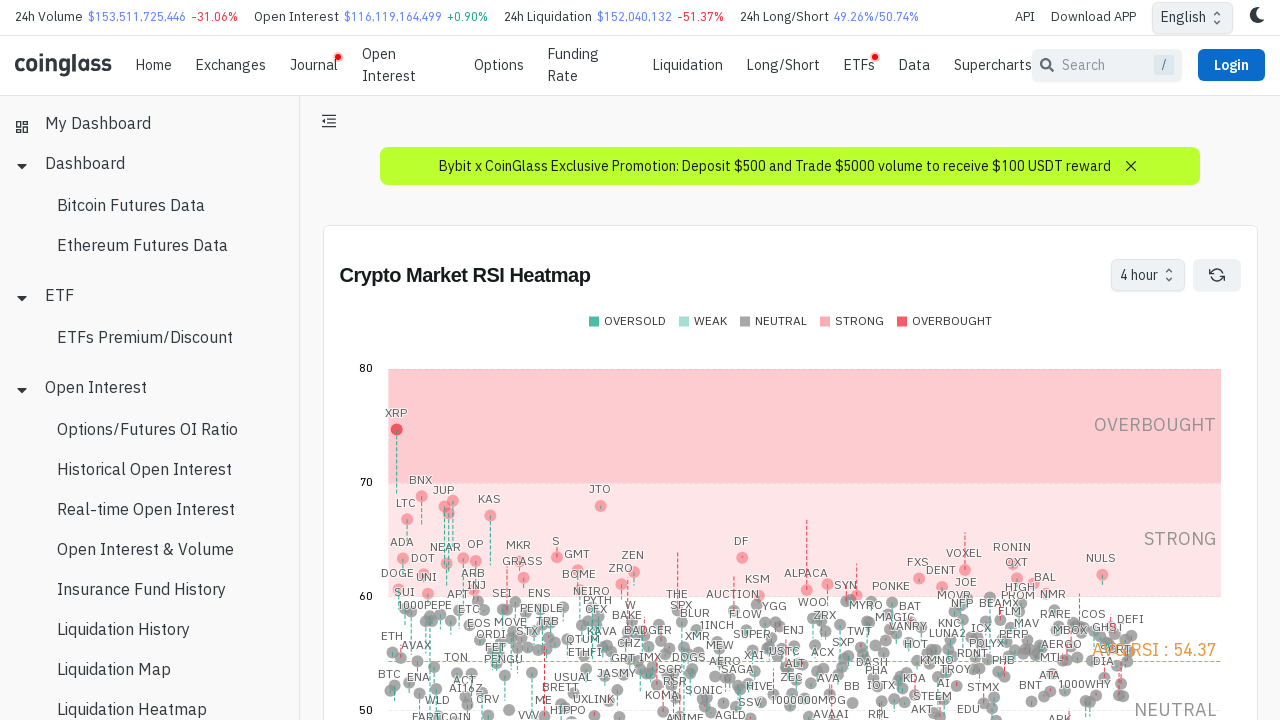 24h Volume $153,511,725,446 -31.06% Open Interest $116,119,164,499 +0.90% 24h Liquidation $152,040,132 -51.37% 24h Long/Short 49.26%/50.74% API Download APP English
coinglass Home Exchanges Journal Open Interest Options Funding Rate Liquidation Long/Short ETFs Data Supercharts Search / Login
My Dashboard
Dashboard
Bitcoin Futures Data
Ethereum Futures Data
ETF
ETFs Premium/Discount
Open Interest
Options/Futures OI Ratio
Historical Open Interest
Real-time Open Interest
Open Interest & Volume
Insurance Fund History
Liquidation History
Liquidation Map
Liquidation Heatmap
Bybit x CoinGlass Exclusive Promotion: Deposit $500 and Trade $5000 volume to receive $100 USDT reward
Crypto Market RSI Heatmap
4 hour
OVERSOLD WEAK NEUTRAL STRONG OVERBOUGHT
80
XRP
OVERBOUGHT
70
BNX
JUP
LTC
KAS
JTO
STRONG
ADA
NEAR
OP
MKR
S
GMT
ZEN
DF
VOXEL
RONIN
DOT
GRASS
ZRO
FXS
OXT
NULS
DOGE
UNI
ARB
BOME
KSM
ALPACA
DENT
BAL
60
SUI
INJ
APT
SEI
ENS
NEIRO
THE
AUCTION
SYN
PONKE
JOE
HIGH
MOVR
PROM
NMR
1000PEPE
ETC
PENDLE
PYTH
CFX
W
SPX
YGG
WOO
MYRO
BAT
NFP
BEAMX
EOS
MOVE
TRB
BAKE
BLUR
FLOW
ZRX
MAGIC
FLM
RARE
COS
DEFI
ETH
ORDI
STX
KAVA
BADGER
1INCH
SUPER
ENJ
TWT
VANRY
KNC
LUNA2
ICX
PERP
MAV
MBOX
GHST
AVAX
FET
QTUM
CHZ
XMR
MEW
SXP
HOT
POLYX
AERGO
AVG RSI : 54.37
TON
PENGU
ETHFI
GRT
IMX
DOGS
AERO
XAI
USTC
ACX
DASH
KMNO
RDNT
PHB
MTL
DIA
BTC
ENA
ACT
USUAL
JASMY
SCR
SAGA
ALT
ZEC
AVA
PHA
KDA
TROY
ATA
AI16Z
BRETT
RSR
SONIC
HIVE
BB
IOTX
AI
STMX
BNT
1000WHY
WLD
CRV
ME
KOMA
SSV
1000000MOG
STEEM
FARTCOIN
VVV
HIPPO
ANIME
AGLD
AVAAI
RPL
AKT
EDU
ARK
50
NEUTRAL